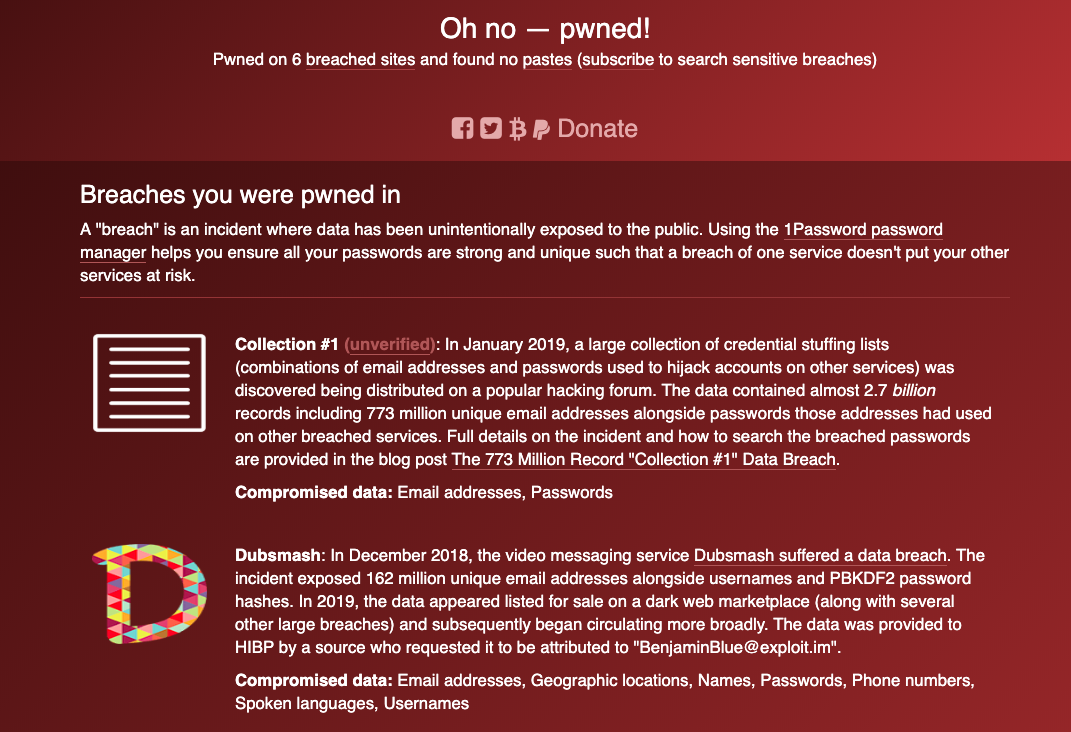 Oh no — pwned!
Pwned on 6 breached sites and found no pastes (subscribe to search sensitive breaches)
Donate
Breaches you were pwned in
A "breach" is an incident where data has been unintentionally exposed to the public. Using the 1Password password
manager helps you ensure all your passwords are strong and unique such that a breach of one service doesn't put your other
services at risk.
Collection #1 (unverified): In January 2019, a large collection of credential stuffing lists
(combinations of email addresses and passwords used to hijack accounts on other services) was
discovered being distributed on a popular hacking forum. The data contained almost 2.7 billion
records including 773 million unique email addresses alongside passwords those addresses had used
on other breached services. Full details on the incident and how to search the breached passwords
are provided in the blog post The 773 Million Record "Collection #1" Data Breach.
Compromised data: Email addresses, Passwords
Dubsmash: In December 2018, the video messaging service Dubsmash suffered a data breach. The
incident exposed 162 million unique email addresses alongside usernames and PBKDF2 password
hashes. In 2019, the data appeared listed for sale on a dark web marketplace (along with several
other large breaches) and subsequently began circulating more broadly. The data was provided to
HIBP by a source who requested it to be attributed to "BenjaminBlue@exploit.im".
Compromised data: Email addresses, Geographic locations, Names, Passwords, Phone numbers,
Spoken languages, Usernames